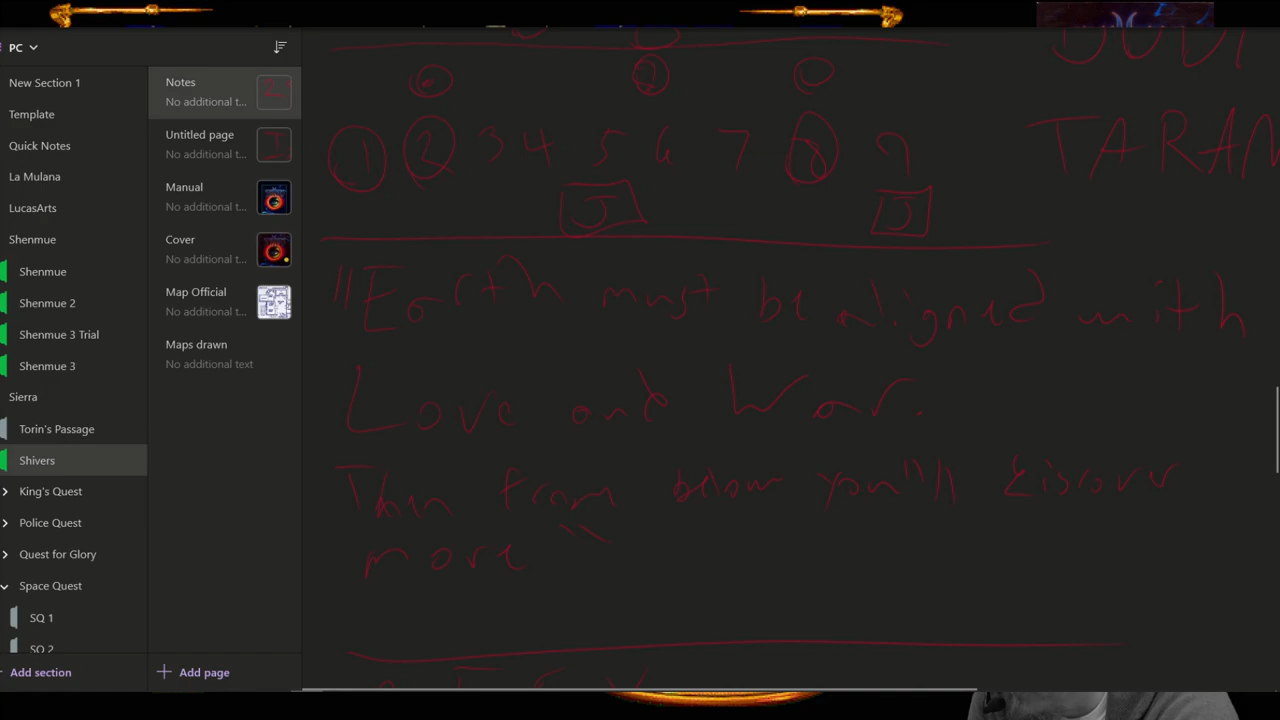 PC
New Section 1
Template
Quick Notes
La Mulana
LucasArts
Shenmue
Shenmue
Shenmue 2
Shenmue 3 Trial
Shenmue 3
Sierra
Torin's Passage
Shivers
King's Quest
Police Quest
Quest for Glory
Space Quest
SQ 1
SQ 2
Add section
Notes
No additional t...
Untitled page
No additional t...
Manual
No additional t...
Cover
No additional t...
Map Official
No additional t...
Maps drawn
No additional text
Add page
1 2 3 4 5 6 7 8 9
J J
TARAN
"Earth must be aligned with
Love and War.
Then from below you'll discover
more"